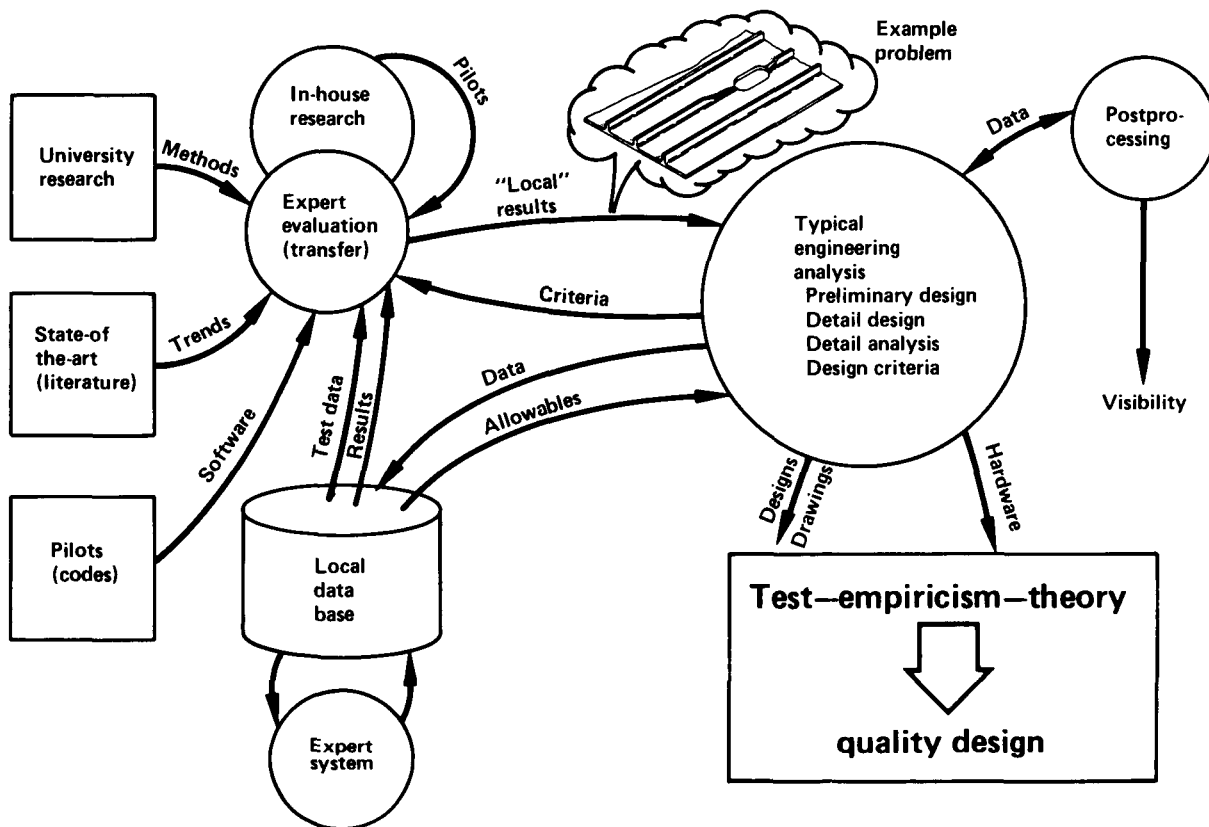 Example
problem
In-house
research
Pilots
University
research
Methods
Expert
evaluation
(transfer)
"Local"
results
Data
Postpro-
cessing
Typical
engineering
analysis
Preliminary design
Detail design
Detail analysis
Design criteria
Criteria
State-of
the-art
(literature)
Trends
Software
Test data
Results
Data
Allowables
Visibility
Designs
Drawings
Hardware
Pilots
(codes)
Local
data
base
Test—empiricism—theory
quality design
Expert
system